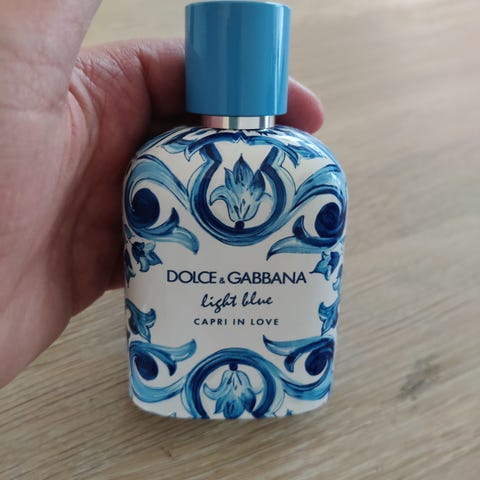 DOLCE & GABBANA
light blue
CAPRI IN LOVE